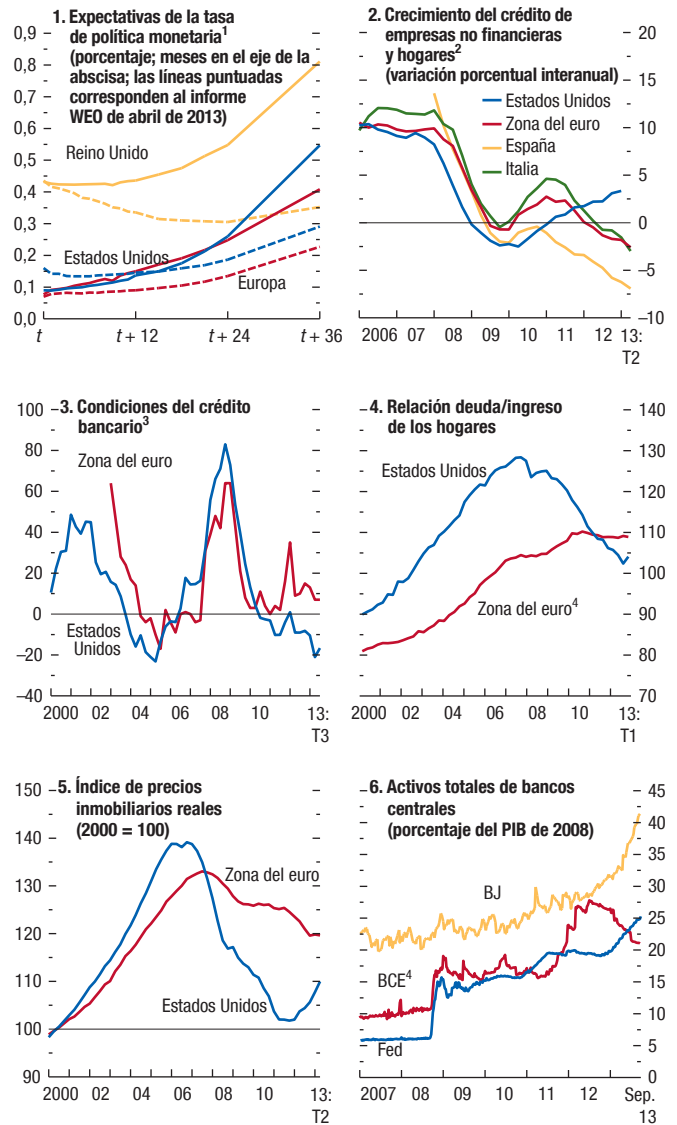 1. Expectativas de la tasa
de política monetaria1
(porcentaje; meses en el eje de la
abscisa; las líneas puntuadas
corresponden al informe
WEO de abril de 2013)
0,9
0,8
0,7
0,6
0,5
0,4
0,3
0,2
0,1
0,0
Reino Unido
Estados Unidos
Europa
t t + 12 t + 24 t + 36
2. Crecimiento del crédito de
empresas no financieras
y hogares2
(variación porcentual interanual)
Estados Unidos
Zona del euro
España
Italia
20
15
10
5
0
–5
–10
2006 07 08 09 10 11 12 13:
T2
3. Condiciones del crédito
bancario3
100
80
60
40
20
0
–20
–40
Zona del euro
Estados
Unidos
2000 02 04 06 08 10 13:
T3
4. Relación deuda/ingreso
de los hogares
Estados Unidos
Zona del euro4
140
130
120
110
100
90
80
70
2000 02 04 06 08 10 13:
T1
5. Índice de precios
inmobiliarios reales
(2000 = 100)
150
140
130
120
110
100
90
Zona del euro
Estados Unidos
2000 02 04 06 08 10 13:
T2
6. Activos totales de bancos
centrales
(porcentaje del PIB de 2008)
BJ
BCE4
Fed
45
40
35
30
25
20
15
10
5
0
2007 08 09 10 11 12 Sep.
13